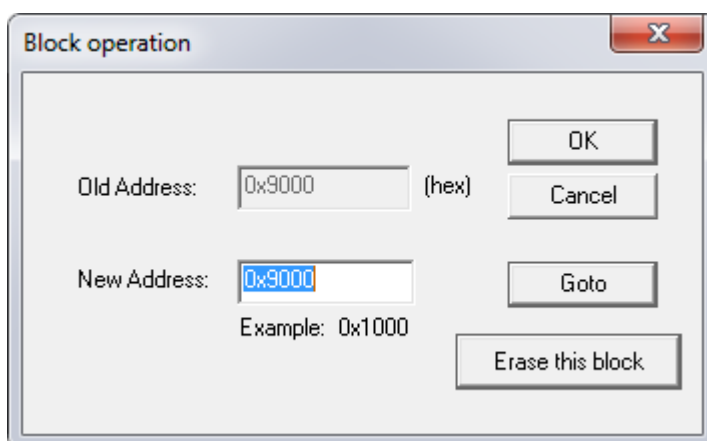 Block operation
OK
Old Address: 0x9000 (hex)
Cancel
New Address: 0x9000
Goto
Example: 0x1000
Erase this block